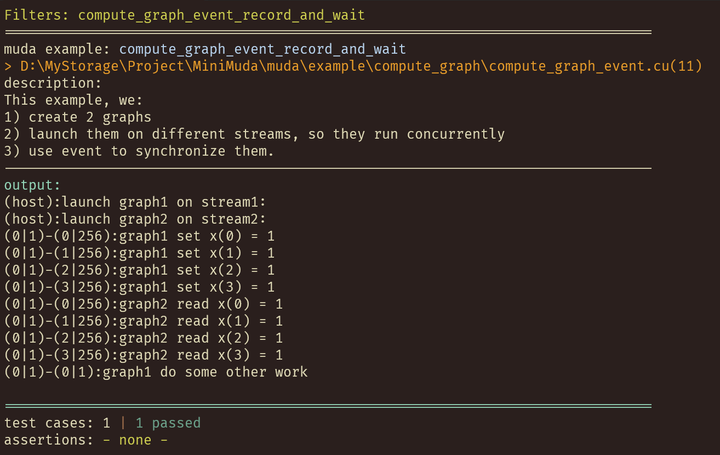 Filters: compute_graph_event_record_and_wait
================================================================================
muda example: compute_graph_event_record_and_wait
> D:\MyStorage\Project\MiniMuda\muda\example\compute_graph\compute_graph_event.cu(11)
description:
This example, we:
1) create 2 graphs
2) launch them on different streams, so they run concurrently
3) use event to synchronize them.
--------------------------------------------------------------------------------
output:
(host):launch graph1 on stream1:
(host):launch graph2 on stream2:
(0|1)-(0|256):graph1 set x(0) = 1
(0|1)-(1|256):graph1 set x(1) = 1
(0|1)-(2|256):graph1 set x(2) = 1
(0|1)-(3|256):graph1 set x(3) = 1
(0|1)-(0|256):graph2 read x(0) = 1
(0|1)-(1|256):graph2 read x(1) = 1
(0|1)-(2|256):graph2 read x(2) = 1
(0|1)-(3|256):graph2 read x(3) = 1
(0|1)-(0|1):graph1 do some other work
================================================================================
test cases: 1 | 1 passed
assertions: - none -